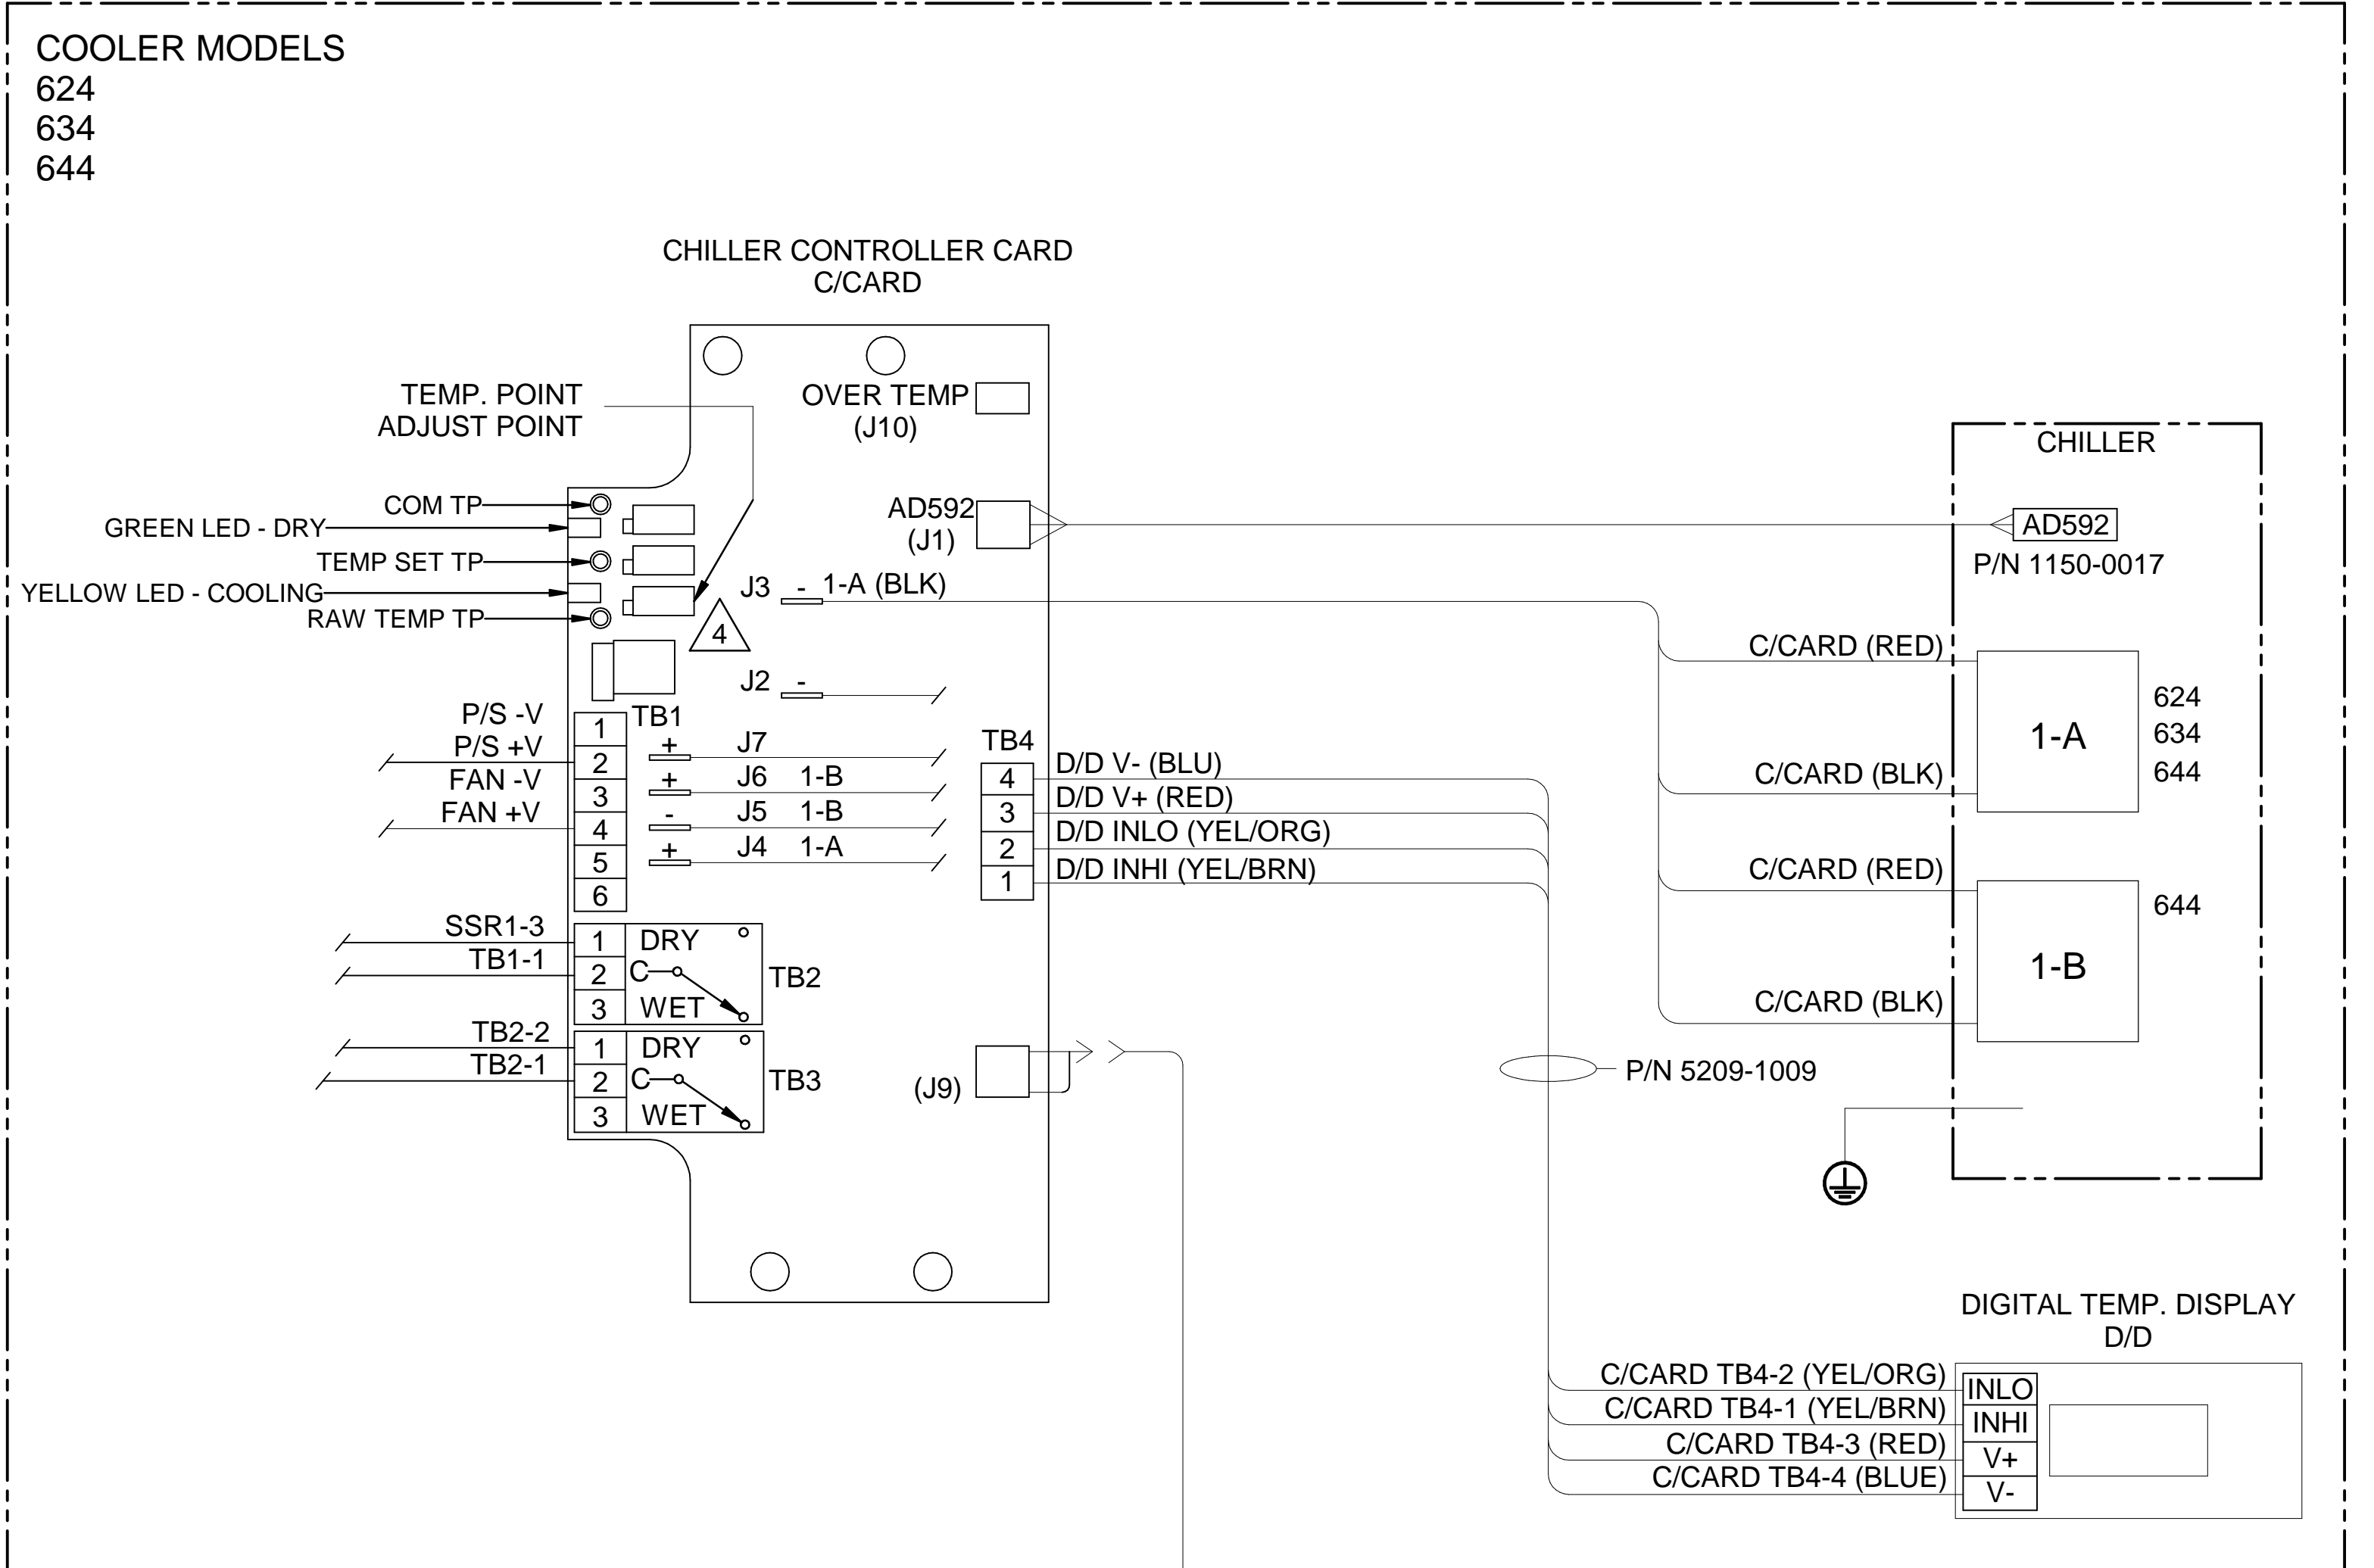 COOLER MODELS
624
634
644
CHILLER CONTROLLER CARD
C/CARD
TEMP. POINT
ADJUST POINT
OVER TEMP
(J10)
COM TP
GREEN LED - DRY
TEMP SET TP
YELLOW LED - COOLING
RAW TEMP TP
AD592
(J1)
J3 - 1-A (BLK)
4
J2 -
P/S -V
P/S +V
FAN -V
FAN +V
TB1
1
2
3
4
5
6
+ J7
+ J6 1-B
- J5 1-B
+ J4 1-A
TB4
4 D/D V- (BLU)
3 D/D V+ (RED)
2 D/D INLO (YEL/ORG)
1 D/D INHI (YEL/BRN)
SSR1-3
TB1-1
1 DRY
2 C
3 WET
TB2
TB2-2
TB2-1
1 DRY
2 C
3 WET
TB3
(J9)
CHILLER
AD592
P/N 1150-0017
C/CARD (RED)
C/CARD (BLK)
1-A
624
634
644
C/CARD (RED)
C/CARD (BLK)
1-B
644
P/N 5209-1009
DIGITAL TEMP. DISPLAY
D/D
C/CARD TB4-2 (YEL/ORG) INLO
C/CARD TB4-1 (YEL/BRN) INHI
C/CARD TB4-3 (RED) V+
C/CARD TB4-4 (BLUE) V-